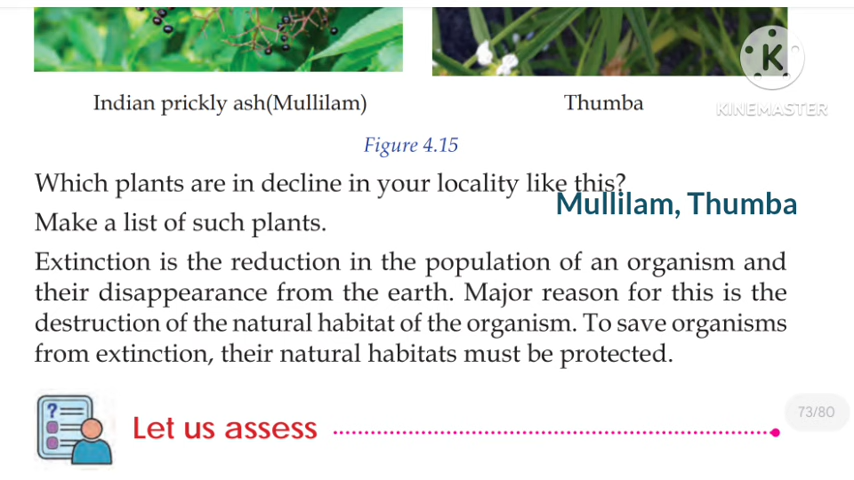 K
KINEMASTER
Indian prickly ash(Mullilam)
Thumba
Figure 4.15
Which plants are in decline in your locality like this?
Mullilam, Thumba
Make a list of such plants.
Extinction is the reduction in the population of an organism and
their disappearance from the earth. Major reason for this is the
destruction of the natural habitat of the organism. To save organisms
from extinction, their natural habitats must be protected.
73/80
?
Let us assess